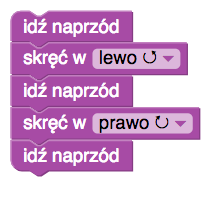 idź naprzód
skręć w lewo ↺
idź naprzód
skręć w prawo ↻
idź naprzód